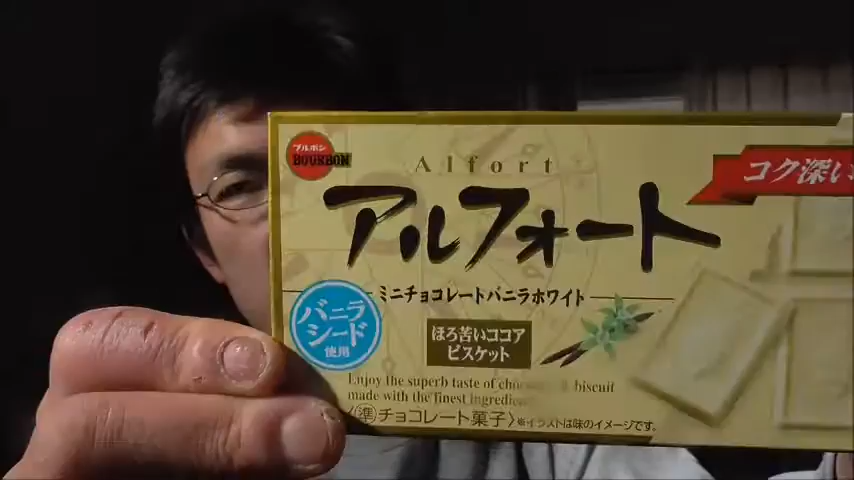 ブルボン
BOURBON
Alfort
コク深い
アルフォート
ミニチョコレートバニラホワイト
バニラ
シード
使用
ほろ苦いココア
ビスケット
Enjoy the superb taste of biscuit
made with the finest
〈準チョコレート菓子〉※イラストは味のイメージです。